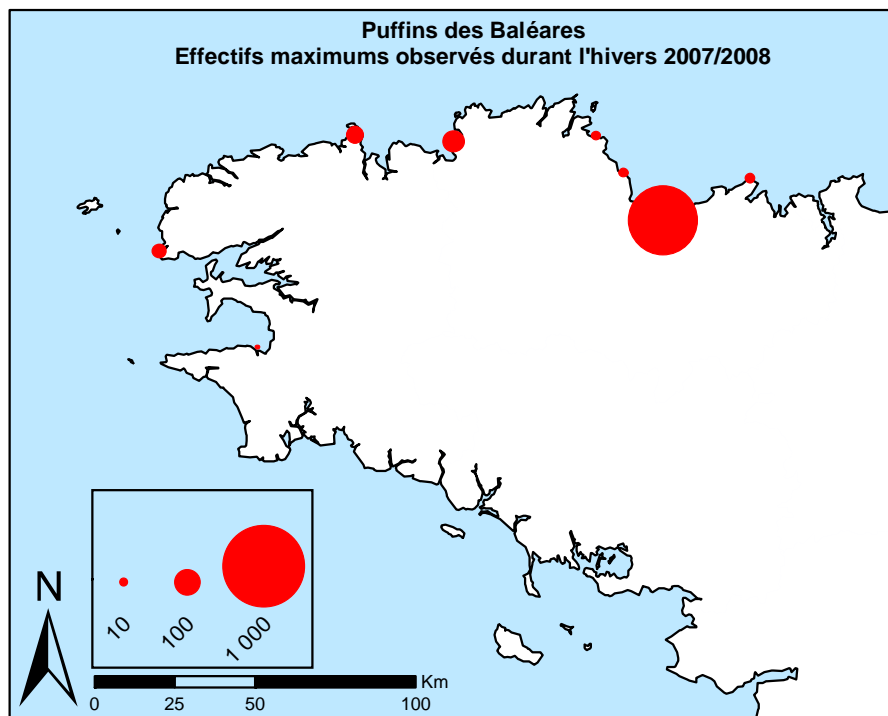 Puffins des Baléares
Effectifs maximums observés durant l'hivers 2007/2008
10
100
1 000
N
Km
0 25 50 100